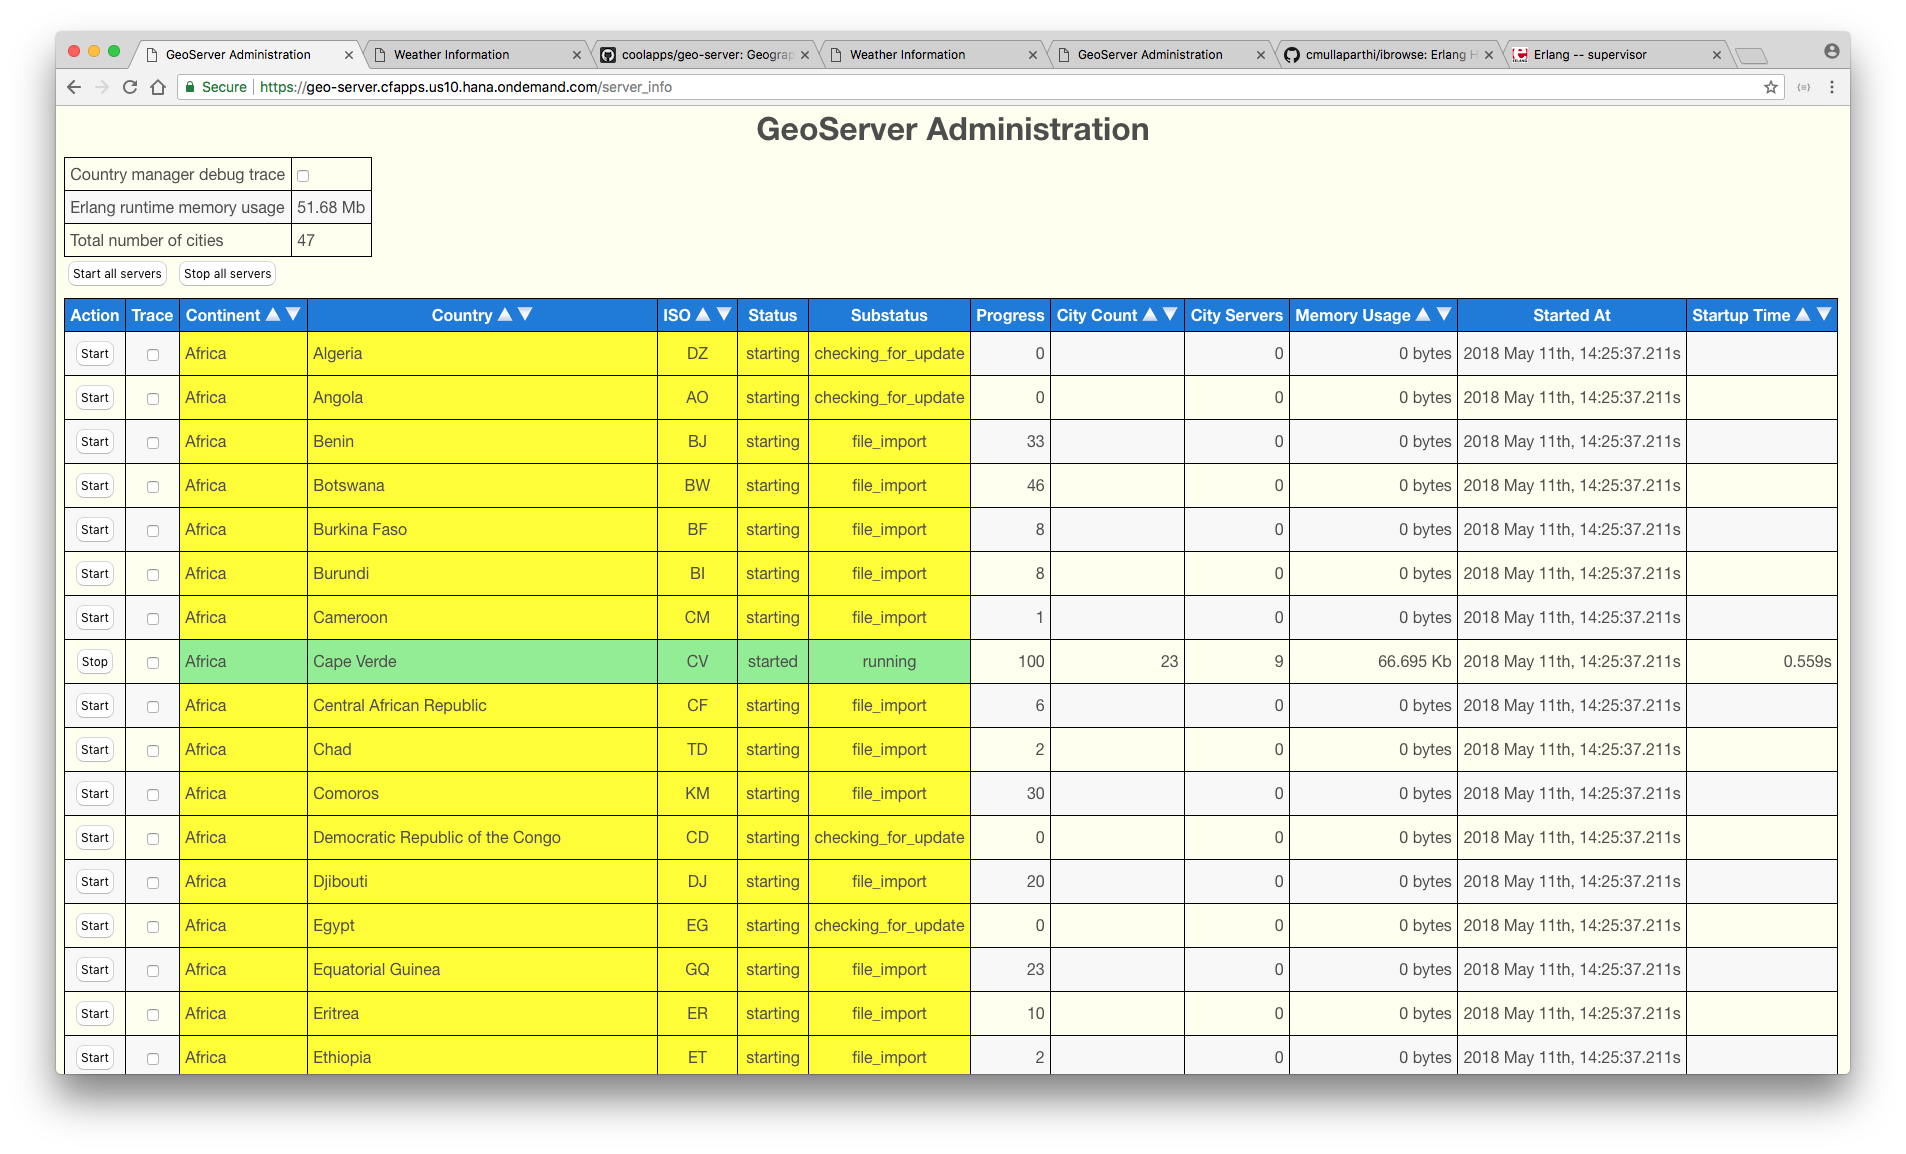 GeoServer Administration Weather Information coolapps/geo-server: Geograp Weather Information GeoServer Administration cmullaparthi/ibrowse: Erlang H Erlang -- supervisor
Secure https://geo-server.cfapps.us10.hana.ondemand.com/server_info
GeoServer Administration
Country manager debug trace
Erlang runtime memory usage 51.68 Mb
Total number of cities 47
Start all servers Stop all servers
Action Trace Continent Country ISO Status Substatus Progress City Count City Servers Memory Usage Started At Startup Time
Start Africa Algeria DZ starting checking_for_update 0 0 0 bytes 2018 May 11th, 14:25:37.211s
Start Africa Angola AO starting checking_for_update 0 0 0 bytes 2018 May 11th, 14:25:37.211s
Start Africa Benin BJ starting file_import 33 0 0 bytes 2018 May 11th, 14:25:37.211s
Start Africa Botswana BW starting file_import 46 0 0 bytes 2018 May 11th, 14:25:37.211s
Start Africa Burkina Faso BF starting file_import 8 0 0 bytes 2018 May 11th, 14:25:37.211s
Start Africa Burundi BI starting file_import 8 0 0 bytes 2018 May 11th, 14:25:37.211s
Start Africa Cameroon CM starting file_import 1 0 0 bytes 2018 May 11th, 14:25:37.211s
Stop Africa Cape Verde CV started running 100 23 9 66.695 Kb 2018 May 11th, 14:25:37.211s 0.559s
Start Africa Central African Republic CF starting file_import 6 0 0 bytes 2018 May 11th, 14:25:37.211s
Start Africa Chad TD starting file_import 2 0 0 bytes 2018 May 11th, 14:25:37.211s
Start Africa Comoros KM starting file_import 30 0 0 bytes 2018 May 11th, 14:25:37.211s
Start Africa Democratic Republic of the Congo CD starting checking_for_update 0 0 0 bytes 2018 May 11th, 14:25:37.211s
Start Africa Djibouti DJ starting file_import 20 0 0 bytes 2018 May 11th, 14:25:37.211s
Start Africa Egypt EG starting checking_for_update 0 0 0 bytes 2018 May 11th, 14:25:37.211s
Start Africa Equatorial Guinea GQ starting file_import 23 0 0 bytes 2018 May 11th, 14:25:37.211s
Start Africa Eritrea ER starting file_import 10 0 0 bytes 2018 May 11th, 14:25:37.211s
Start Africa Ethiopia ET starting file_import 2 0 0 bytes 2018 May 11th, 14:25:37.211s